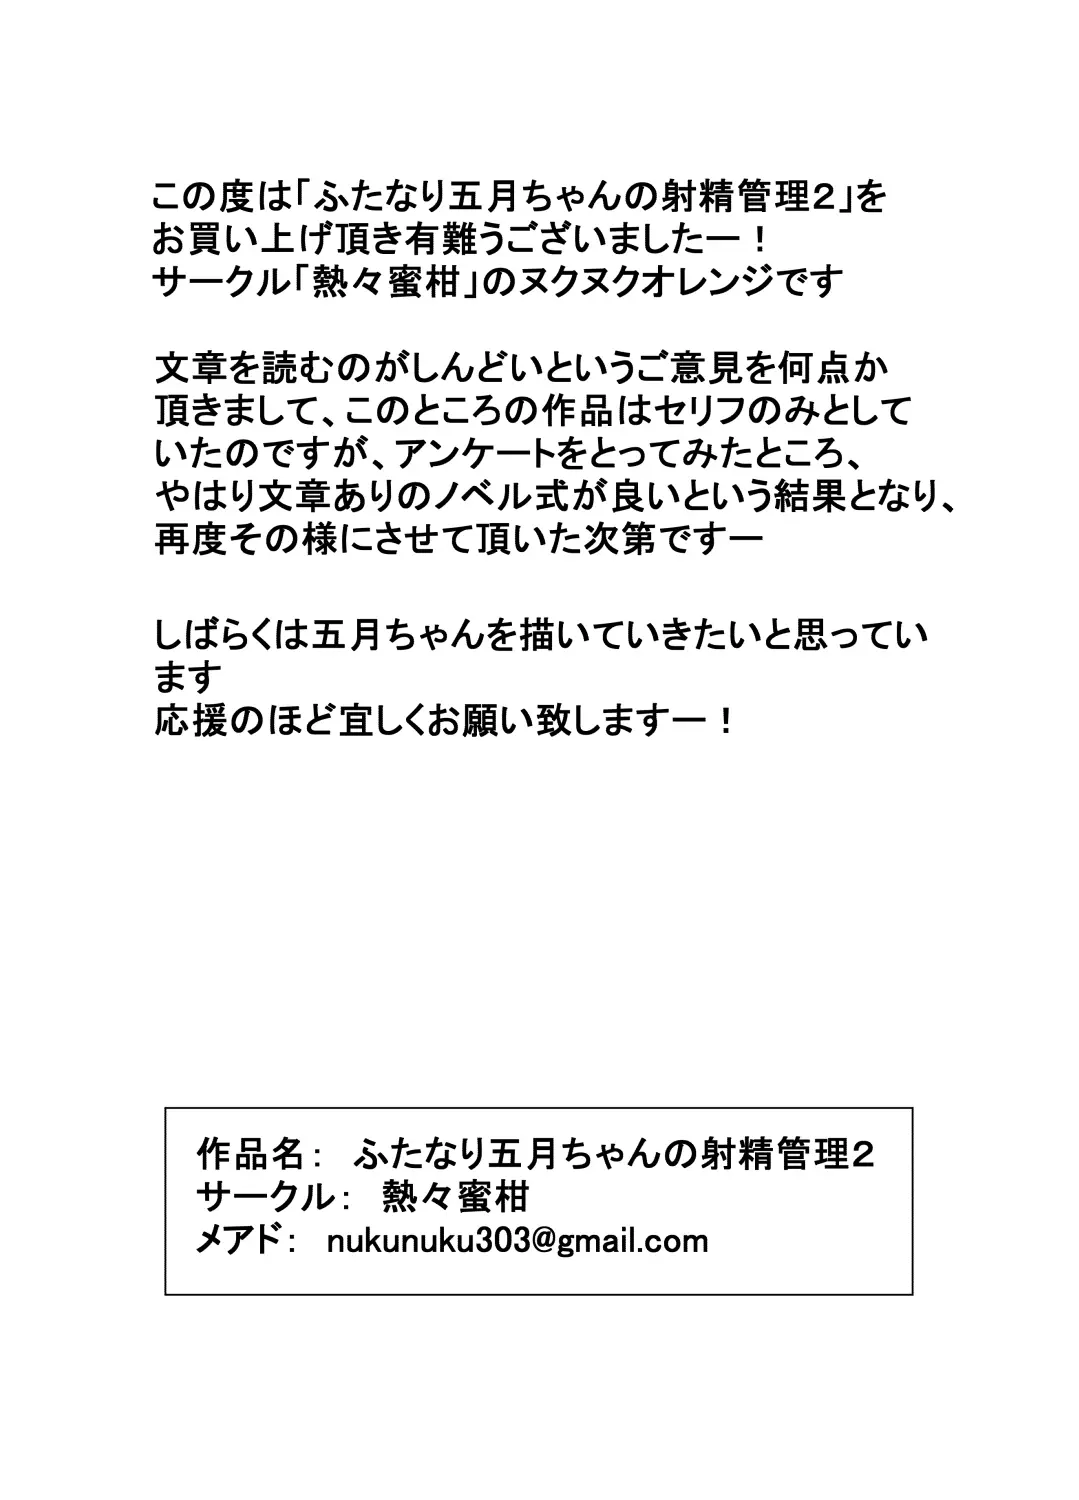 この度は「ふたなり五月ちゃんの射精管理２」を
お買い上げ頂き有難うございましたー！
サークル「熱々蜜柑」のヌクヌクオレンジです
文章を読むのがしんどいというご意見を何点か
頂きまして、このところの作品はセリフのみとして
いたのですが、アンケートをとってみたところ、
やはり文章ありのノベル式が良いという結果となり、
再度その様にさせて頂いた次第ですー
しばらくは五月ちゃんを描いていきたいと思ってい
ます
応援のほど宜しくお願い致しますー！
作品名：　ふたなり五月ちゃんの射精管理２
サークル：　熱々蜜柑
メアド：　nukunuku303@gmail.com